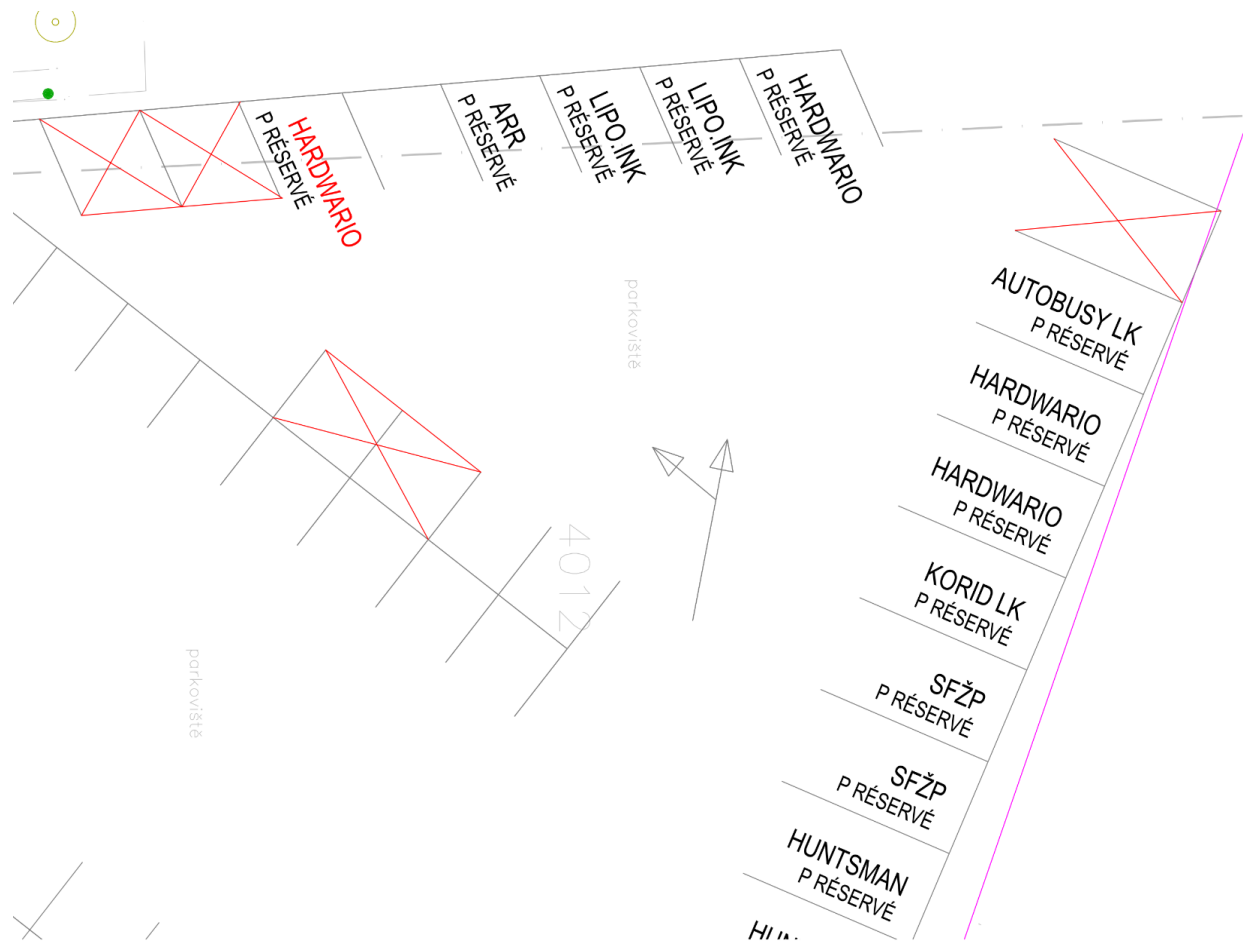 HARDWARIO
P RÉSERVÉ
ARR
P RÉSERVÉ
LIPO.INK
P RÉSERVÉ
LIPO.INK
P RÉSERVÉ
HARDWARIO
P RÉSERVÉ
parkoviště
AUTOBUSY LK
P RÉSERVÉ
HARDWARIO
P RÉSERVÉ
HARDWARIO
P RÉSERVÉ
4012
KORID LK
P RÉSERVÉ
parkoviště
SFŽP
P RÉSERVÉ
SFŽP
P RÉSERVÉ
HUNTSMAN
P RÉSERVÉ